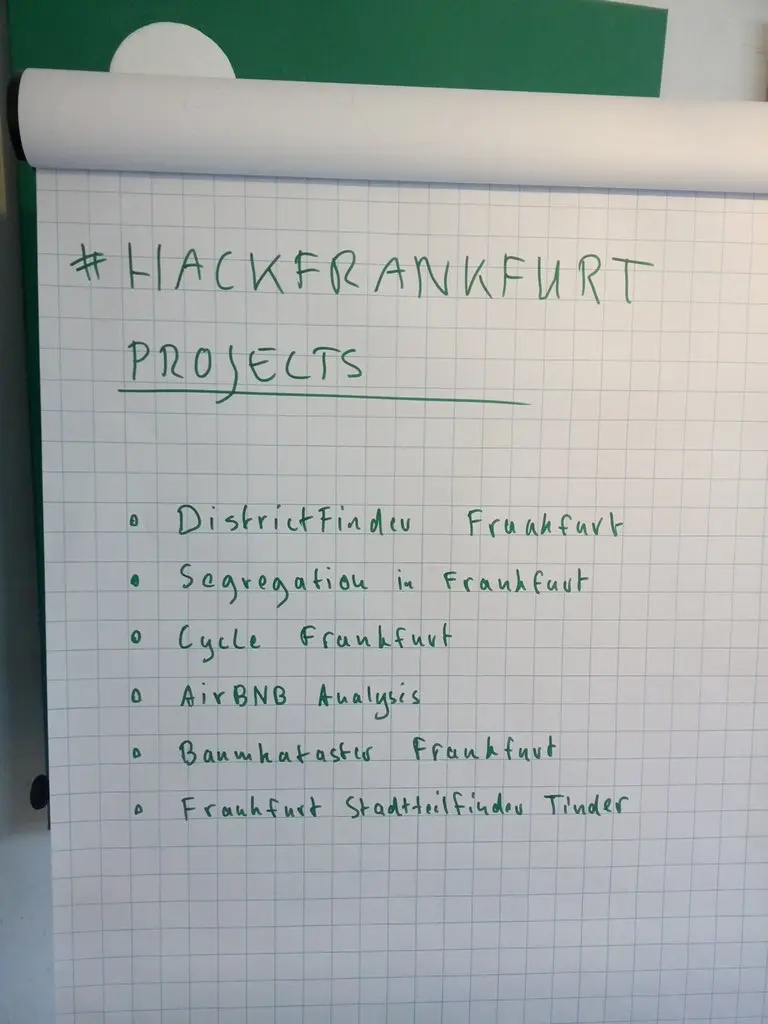 #HACKFRANKFURT
PROJECTS
DistrictFinder Frankfurt
Segregation in Frankfurt
Cycle Frankfurt
AirBNB Analysis
Baumkataster Frankfurt
Frankfurt Stadtteilfinder Tinder